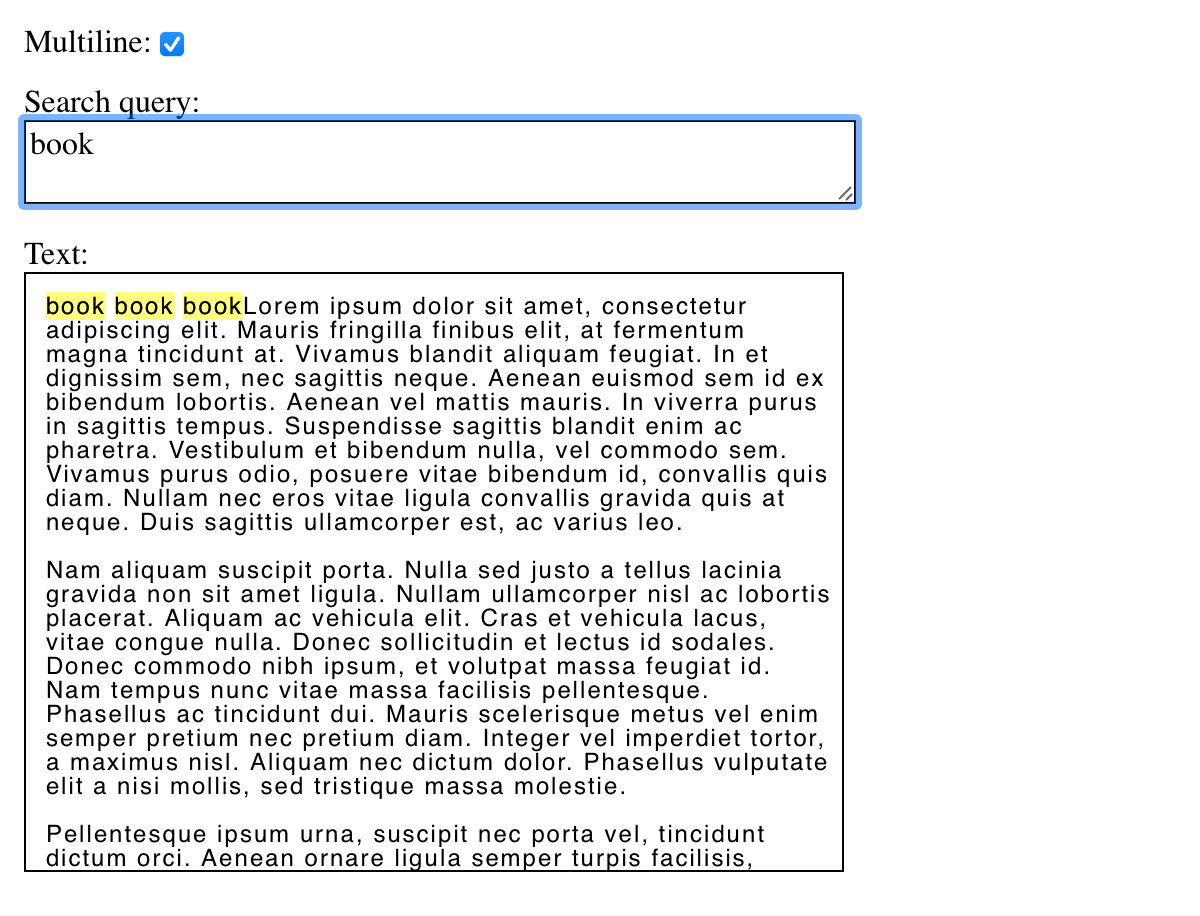 Multiline:
Search query:
book
Text:
book book bookLorem ipsum dolor sit amet, consectetur
adipiscing elit. Mauris fringilla finibus elit, at fermentum
magna tincidunt at. Vivamus blandit aliquam feugiat. In et
dignissim sem, nec sagittis neque. Aenean euismod sem id ex
bibendum lobortis. Aenean vel mattis mauris. In viverra purus
in sagittis tempus. Suspendisse sagittis blandit enim ac
pharetra. Vestibulum et bibendum nulla, vel commodo sem.
Vivamus purus odio, posuere vitae bibendum id, convallis quis
diam. Nullam nec eros vitae ligula convallis gravida quis at
neque. Duis sagittis ullamcorper est, ac varius leo.
Nam aliquam suscipit porta. Nulla sed justo a tellus lacinia
gravida non sit amet ligula. Nullam ullamcorper nisl ac lobortis
placerat. Aliquam ac vehicula elit. Cras et vehicula lacus,
vitae congue nulla. Donec sollicitudin et lectus id sodales.
Donec commodo nibh ipsum, et volutpat massa feugiat id.
Nam tempus nunc vitae massa facilisis pellentesque.
Phasellus ac tincidunt dui. Mauris scelerisque metus vel enim
semper pretium nec pretium diam. Integer vel imperdiet tortor,
a maximus nisl. Aliquam nec dictum dolor. Phasellus vulputate
elit a nisi mollis, sed tristique massa molestie.
Pellentesque ipsum urna, suscipit nec porta vel, tincidunt
dictum orci. Aenean ornare ligula semper turpis facilisis,